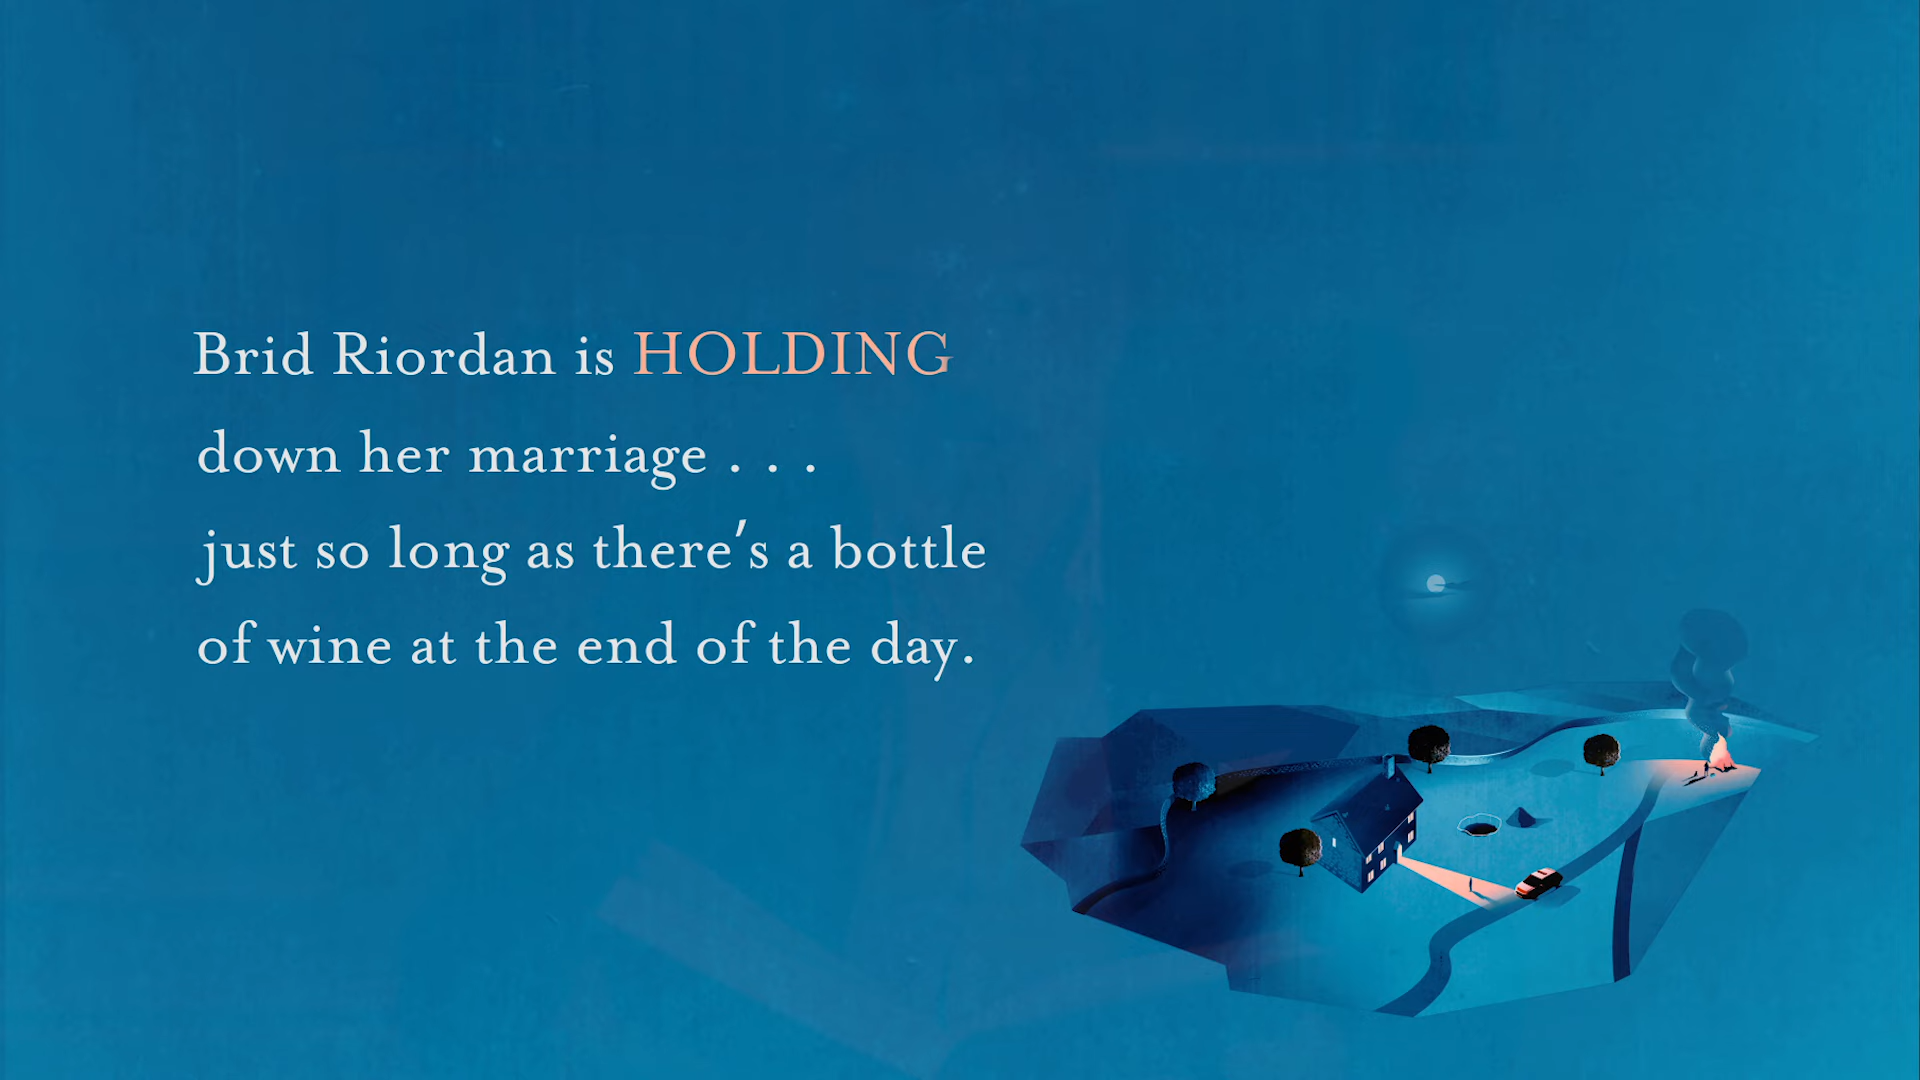 Brid Riordan is HOLDING
down her marriage . . .
just so long as there's a bottle
of wine at the end of the day.